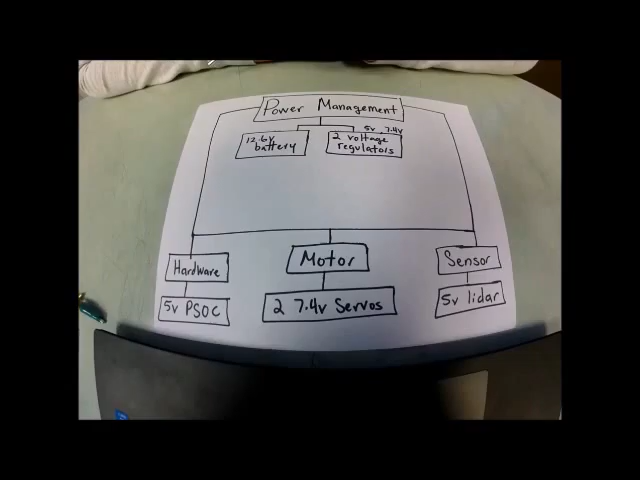 Power Management
5v 7.4v
12.6v
battery
2 voltage
regulators
Hardware
Motor
Sensor
5v PSOC
2 7.4v Servos
5v lidar